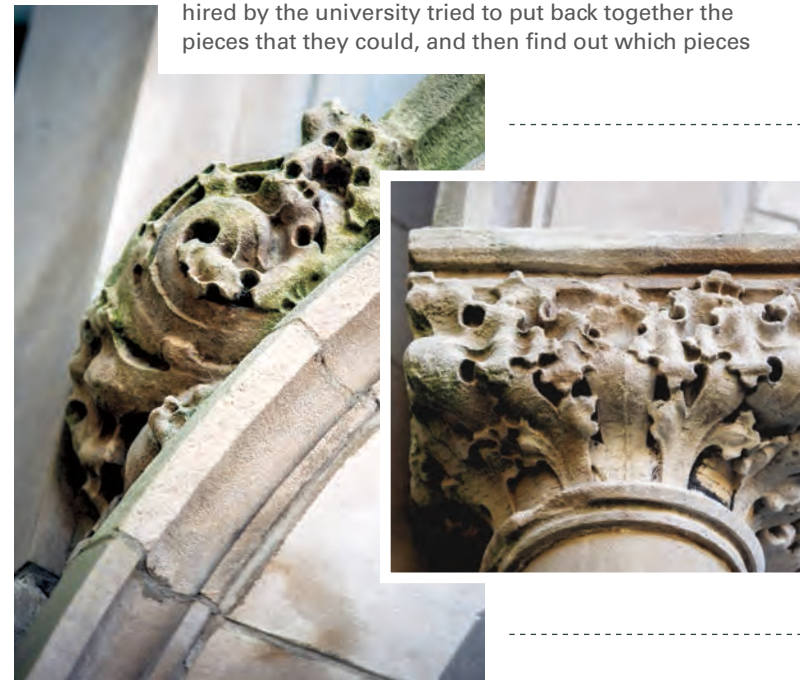 hired by the university tried to put back together the
pieces that they could, and then find out which pieces